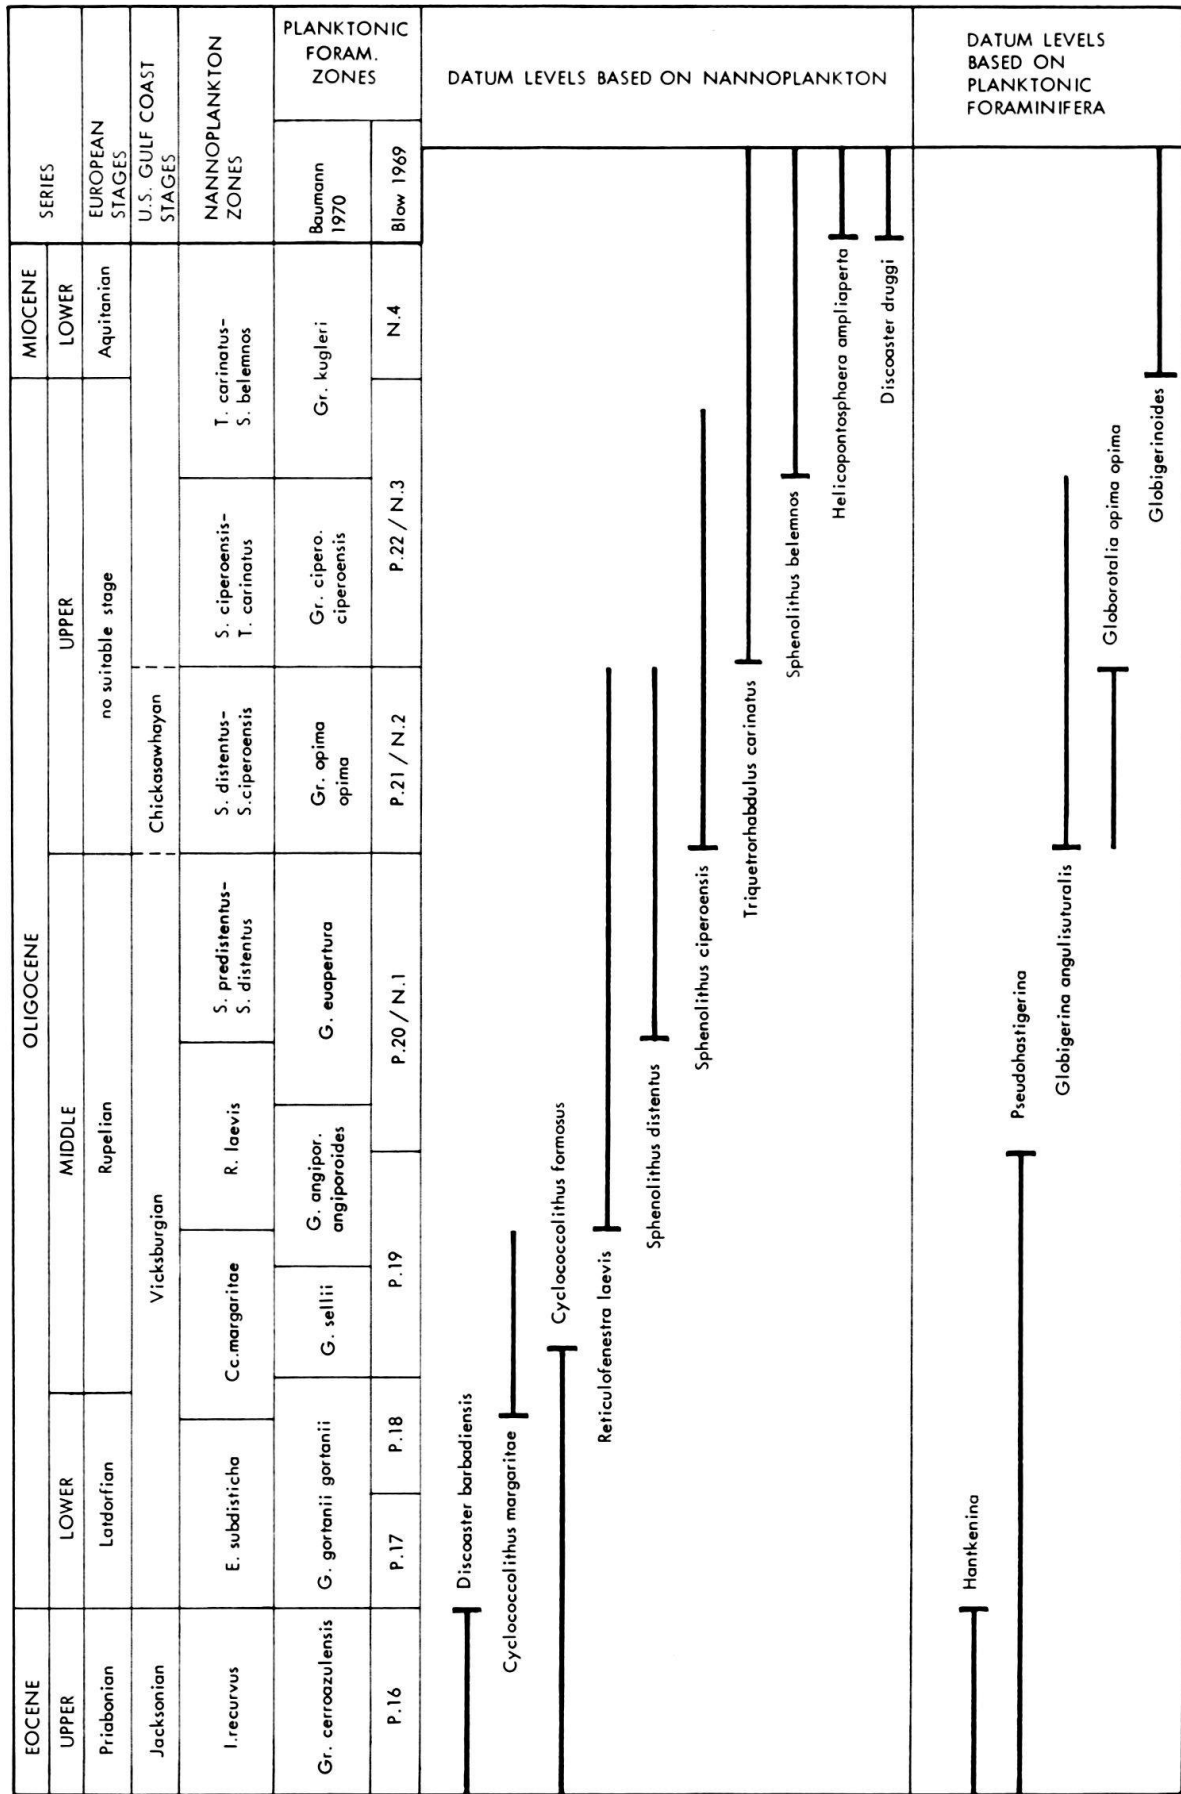 SERIES
EUROPEAN
STAGES
U.S. GULF COAST
STAGES
NANNOPLANKTON
ZONES
PLANKTONIC
FORAM.
ZONES
Baumann
1970
Blow 1969
DATUM LEVELS BASED ON NANNOPLANKTON
DATUM LEVELS
BASED ON
PLANKTONIC
FORAMINIFERA
MIOCENE
OLIGOCENE
EOCENE
LOWER
UPPER
MIDDLE
LOWER
UPPER
Aquitanian
no suitable stage
Rupelian
Latdorfian
Priabonian
Chickasawhayan
Vicksburgian
Jacksonian
T. carinatus–
S. belemnos
S. ciperoensis–
T. carinatus
S. distentus–
S.ciperoensis
S. predistentus–
S. distentus
R. laevis
Cc.margaritae
E. subdisticha
I.recurvus
Gr. kugleri
Gr. cipero.
ciperoensis
Gr. opima
opima
G. euapertura
G. angipor.
angiporoides
G. sellii
G. gortanii gortanii
Gr. cerroazulensis
N.4
P.22 / N.3
P.21 / N.2
P.20 / N.1
P.19
P.18
P.17
P.16
Discoaster barbadiensis
Cyclococcolithus margaritae
Cyclococcolithus formosus
Reticulofenestra laevis
Sphenolithus distentus
Sphenolithus ciperoensis
Triquetrorhabdulus carinatus
Sphenolithus belemnos
Helicopontosphaera ampliaperta
Discoaster druggi
Hantkenina
Pseudohastigerina
Globigerina angulisuturalis
Globorotalia opima opima
Globigerinoides